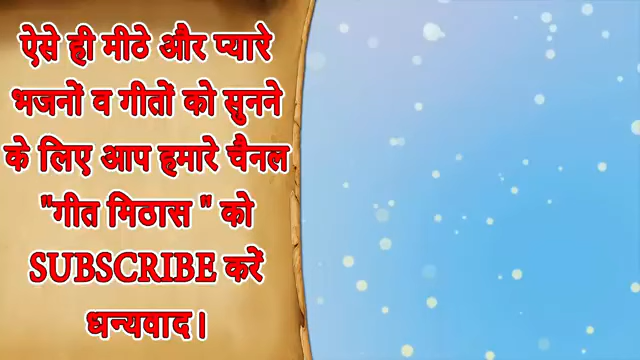 ऐसे ही मीठे और प्यारे
भजनों व गीतों को सुनने
के लिए आप हमारे चैनल
"गीत मिठास " को
SUBSCRIBE करें
धन्यवाद।